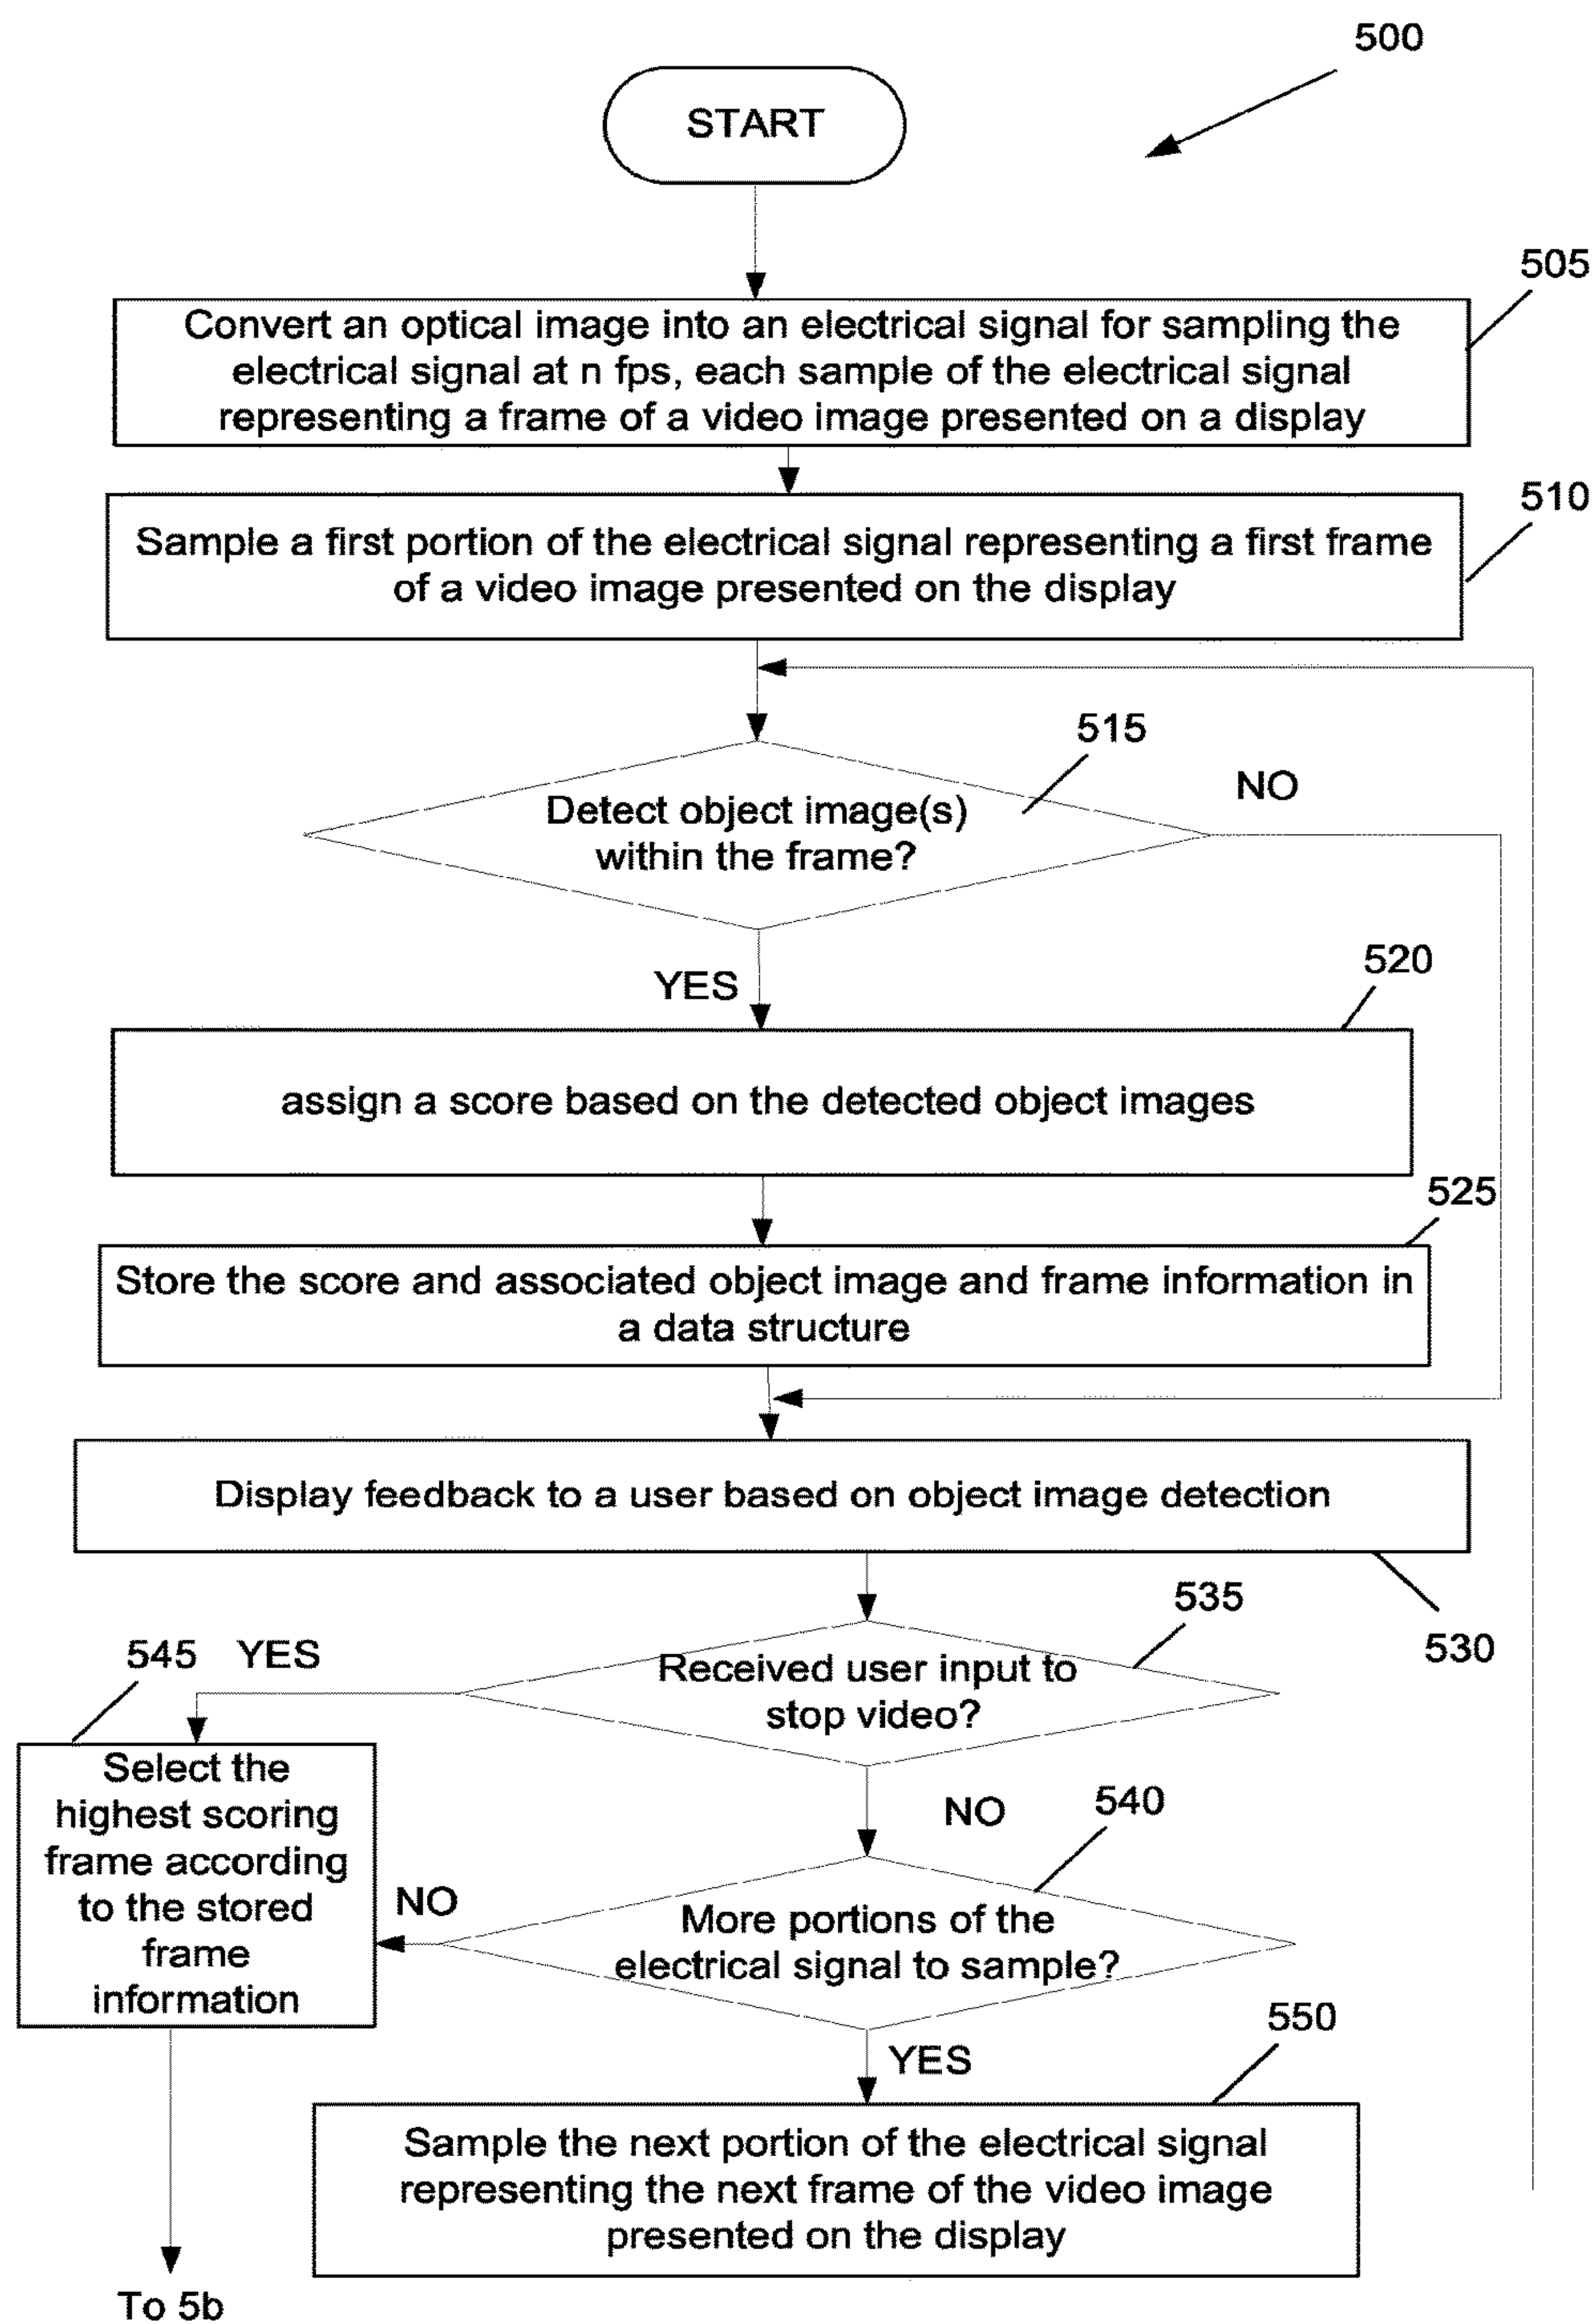 500
START
505
Convert an optical image into an electrical signal for sampling the
electrical signal at n fps, each sample of the electrical signal
representing a frame of a video image presented on a display
510
Sample a first portion of the electrical signal representing a first frame
of a video image presented on the display
515
NO
Detect object image(s)
within the frame?
YES
520
assign a score based on the detected object images
525
Store the score and associated object image and frame information in
a data structure
Display feedback to a user based on object image detection
530
535
Received user input to
stop video?
545
YES
Select the
highest scoring
frame according
to the stored
frame
information
NO
540
NO
More portions of the
electrical signal to sample?
YES
550
Sample the next portion of the electrical signal
representing the next frame of the video image
presented on the display
To 5b